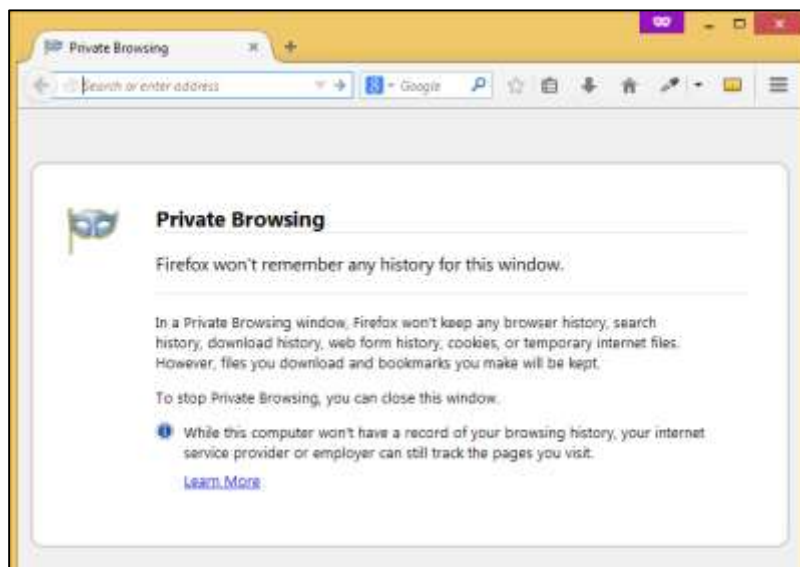 Private Browsing
Search or enter address
Google
Private Browsing
Firefox won't remember any history for this window.
In a Private Browsing window, Firefox won't keep any browser history, search
history, download history, web form history, cookies, or temporary internet files.
However, files you download and bookmarks you make will be kept.
To stop Private Browsing, you can close this window.
While this computer won't have a record of your browsing history, your internet
service provider or employer can still track the pages you visit.
Learn More